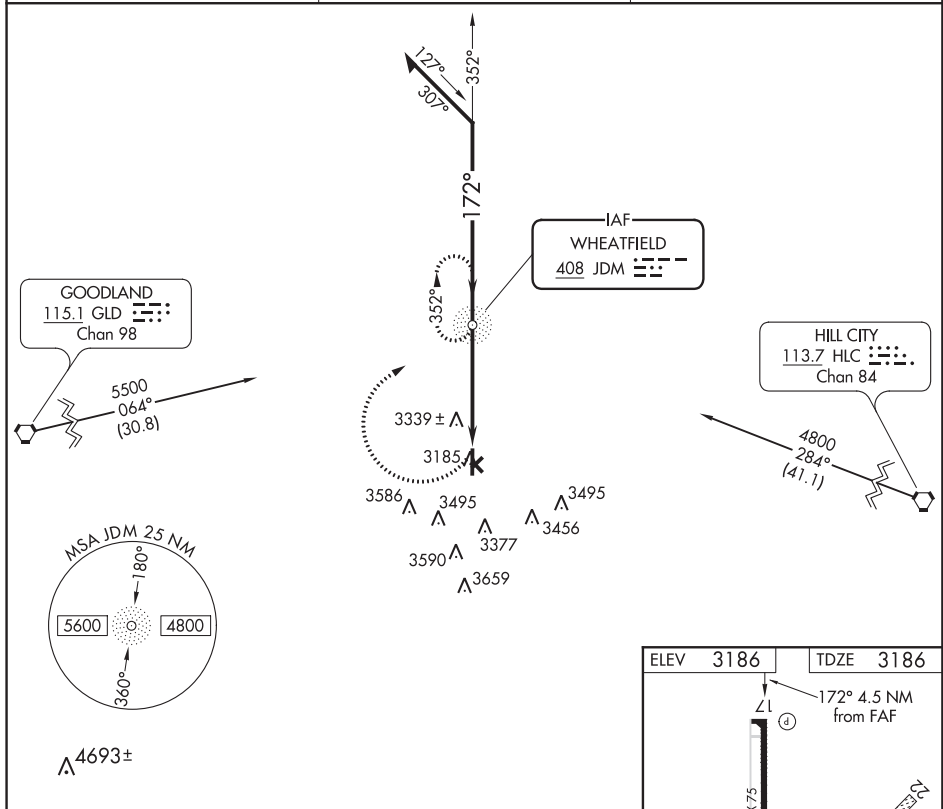 352°
127°
307°
172°
IAF
WHEATFIELD
408 JDM
352°
GOODLAND
115.1 GLD
Chan 98
5500
064°
(30.8)
HILL CITY
113.7 HLC
Chan 84
4800
284°
(41.1)
3339±
3185
3586
3495
3495
3456
3377
3590
3659
MSA JDM 25 NM
180°
5600
4800
360°
4693±
ELEV 3186
TDZE 3186
172° 4.5 NM
from FAF
17
P
22